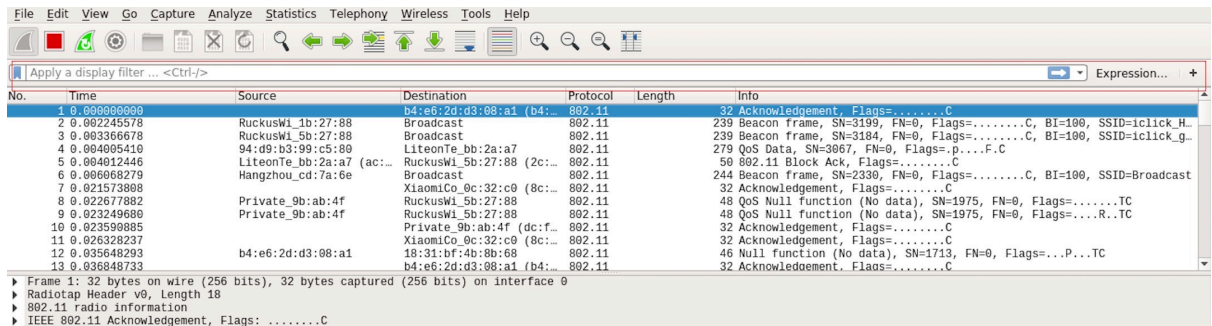 File Edit View Go Capture Analyze Statistics Telephony Wireless Tools Help
Apply a display filter ... <Ctrl-/> Expression... +
No. Time Source Destination Protocol Length Info
1 0.000000000 b4:e6:2d:d3:08:a1 (b4:… 802.11 32 Acknowledgement, Flags=........C
2 0.002245578 RuckusWi_1b:27:88 Broadcast 802.11 239 Beacon frame, SN=3199, FN=0, Flags=........C, BI=100, SSID=iclick_H…
3 0.003366678 RuckusWi_5b:27:88 Broadcast 802.11 239 Beacon frame, SN=3184, FN=0, Flags=........C, BI=100, SSID=iclick_g…
4 0.004005410 94:d9:b3:99:c5:80 LiteonTe_bb:2a:a7 802.11 279 QoS Data, SN=3067, FN=0, Flags=.p....F.C
5 0.004012446 LiteonTe_bb:2a:a7 (ac:… RuckusWi_5b:27:88 (2c:… 802.11 50 802.11 Block Ack, Flags=........C
6 0.006068279 Hangzhou_cd:7a:6e Broadcast 802.11 244 Beacon frame, SN=2330, FN=0, Flags=........C, BI=100, SSID=Broadcast
7 0.021573808 XiaomiCo_0c:32:c0 (8c:… 802.11 32 Acknowledgement, Flags=........C
8 0.022677882 Private_9b:ab:4f RuckusWi_5b:27:88 802.11 48 QoS Null function (No data), SN=1975, FN=0, Flags=.......TC
9 0.023249680 Private_9b:ab:4f RuckusWi_5b:27:88 802.11 48 QoS Null function (No data), SN=1975, FN=0, Flags=....R..TC
10 0.023590885 Private_9b:ab:4f (dc:f… 802.11 32 Acknowledgement, Flags=........C
11 0.026328237 XiaomiCo_0c:32:c0 (8c:… 802.11 32 Acknowledgement, Flags=........C
12 0.035648293 b4:e6:2d:d3:08:a1 18:31:bf:4b:8b:68 802.11 46 Null function (No data), SN=1713, FN=0, Flags=...P...TC
13 0.036848733 b4:e6:2d:d3:08:a1 (b4:… 802.11 32 Acknowledgement, Flags=........C
Frame 1: 32 bytes on wire (256 bits), 32 bytes captured (256 bits) on interface 0
Radiotap Header v0, Length 18
802.11 radio information
IEEE 802.11 Acknowledgement, Flags: ........C